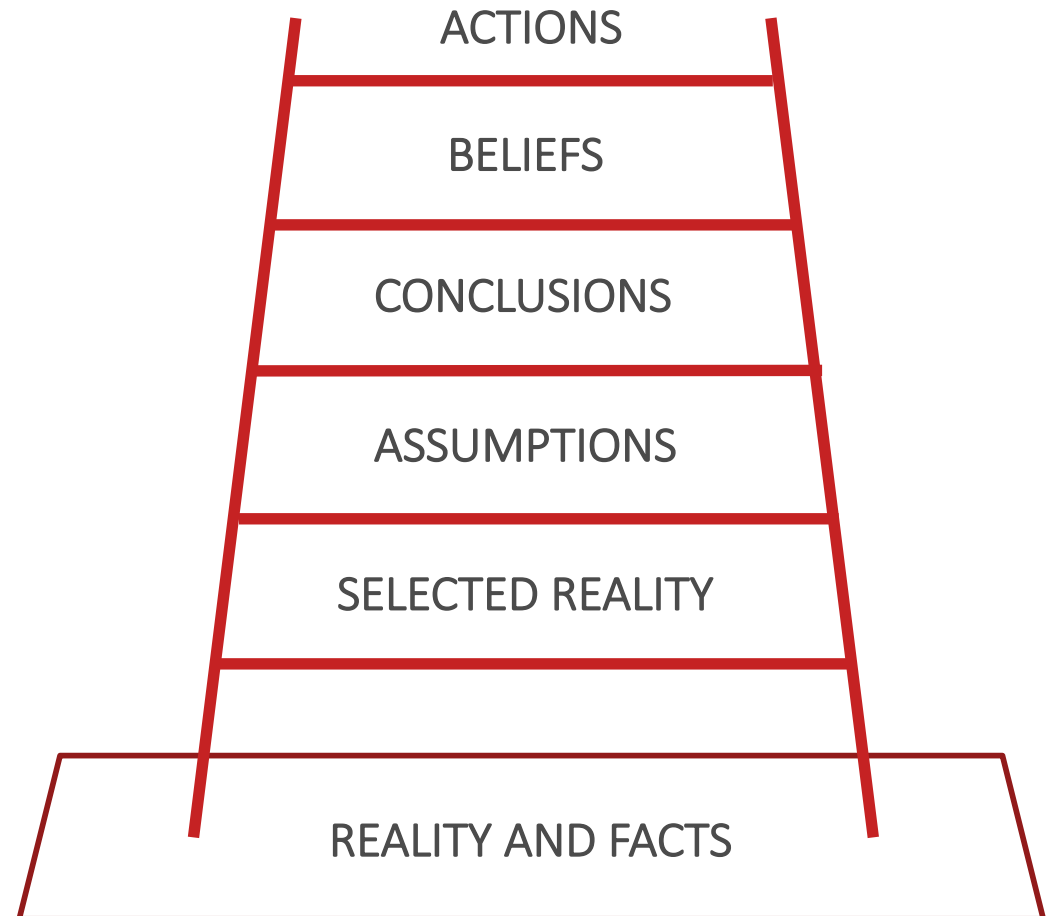 ACTIONS
BELIEFS
CONCLUSIONS
ASSUMPTIONS
SELECTED REALITY
REALITY AND FACTS